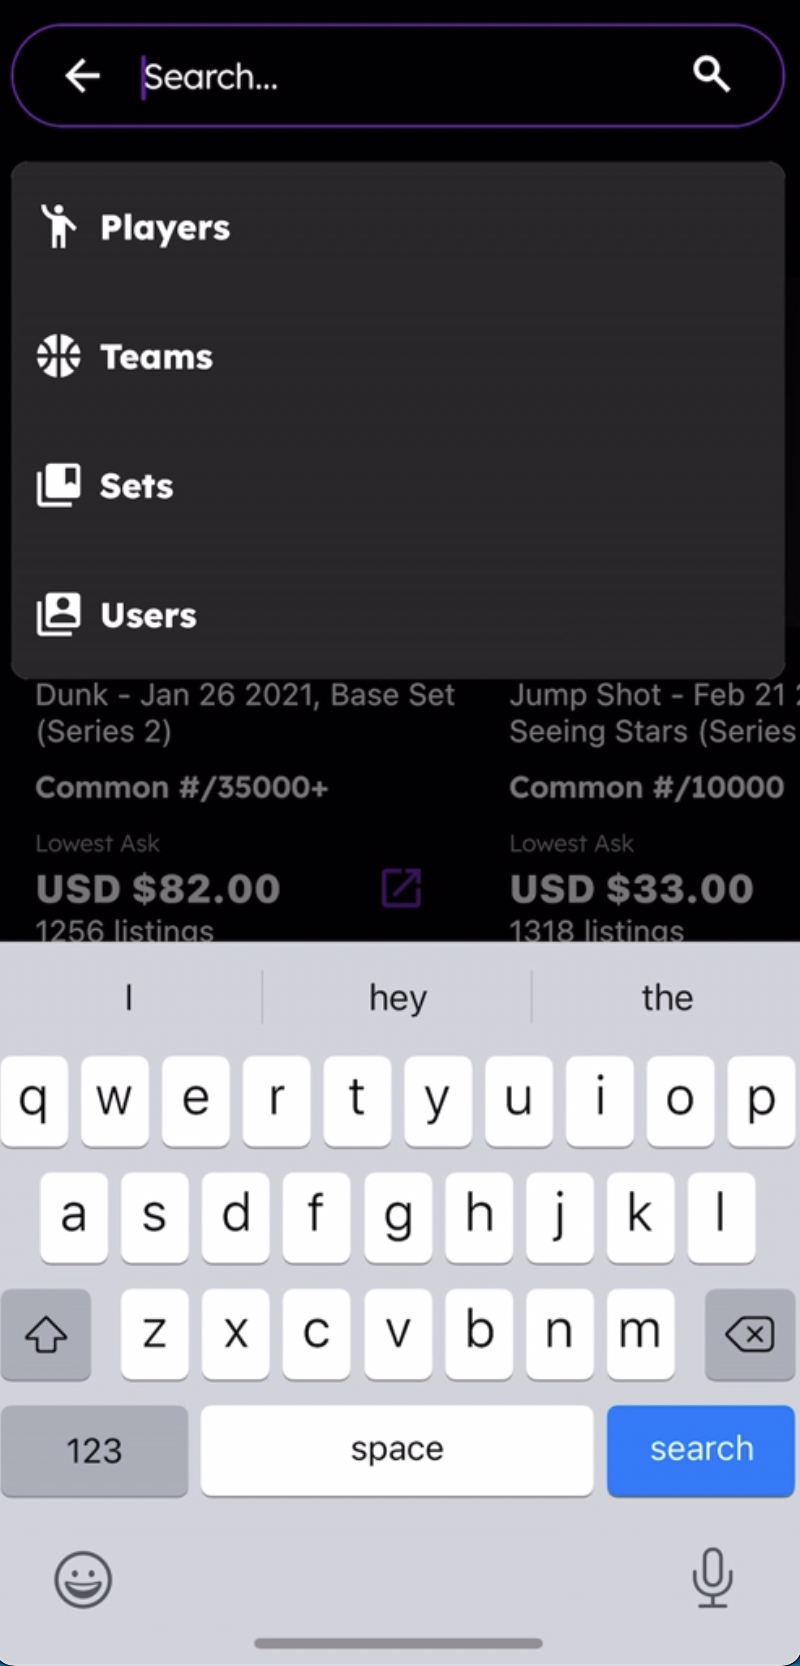 Search...
Players
Teams
Sets
Users
Dunk - Jan 26 2021, Base Set
(Series 2)
Common #/35000+
Lowest Ask
USD $82.00
1256 listings
Jump Shot - Feb 21
Seeing Stars (Series
Common #/10000
Lowest Ask
USD $33.00
1318 listings
I hey the
q w e r t y u i o p
a s d f g h j k l
z x c v b n m
123 space search